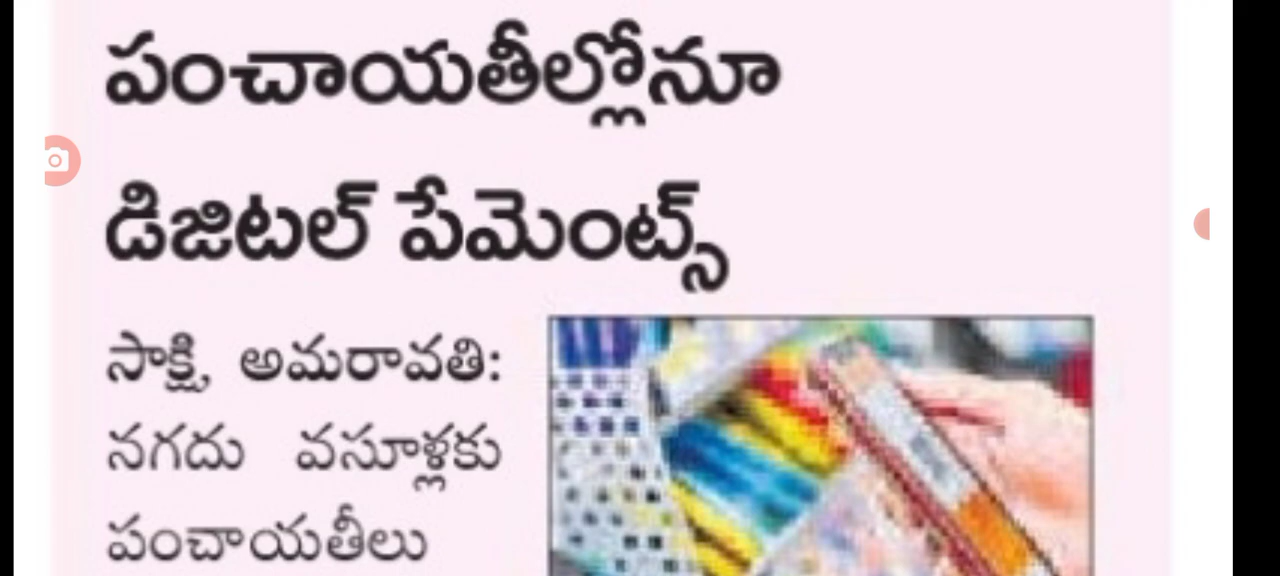 పంచాయతీల్లోనూ
డిజిటల్ పేమెంట్స్
సాక్షి, అమరావతి:
నగదు వసూళ్లకు
పంచాయతీలు